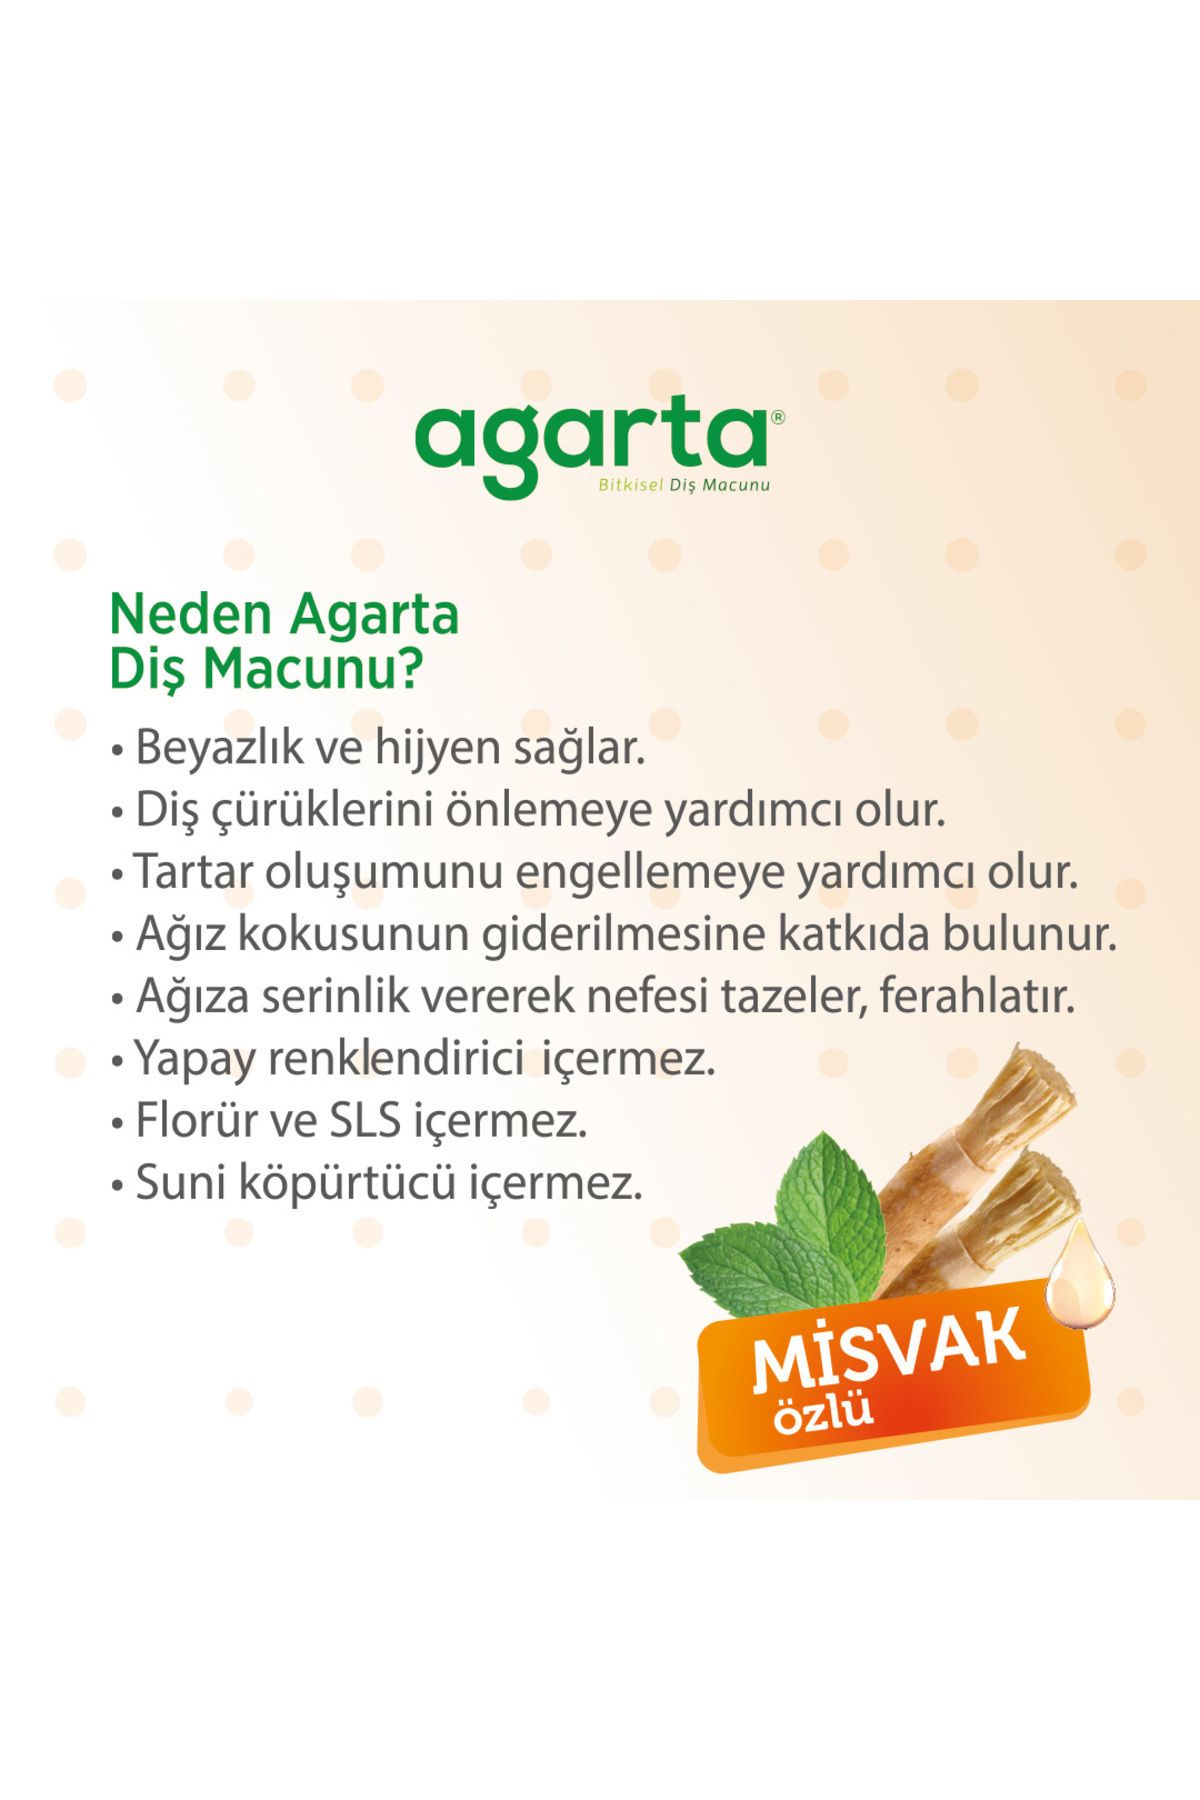 agarta®
Bitkisel Diş Macunu
Neden Agarta
Diş Macunu?
• Beyazlık ve hijyen sağlar.
• Diş çürüklerini önlemeye yardımcı olur.
• Tartar oluşumunu engellemeye yardımcı olur.
• Ağız kokusunun giderilmesine katkıda bulunur.
• Ağıza serinlik vererek nefesi tazeler, ferahlatır.
• Yapay renklendirici içermez.
• Florür ve SLS içermez.
• Suni köpürtücü içermez.
MİSVAK
özlü